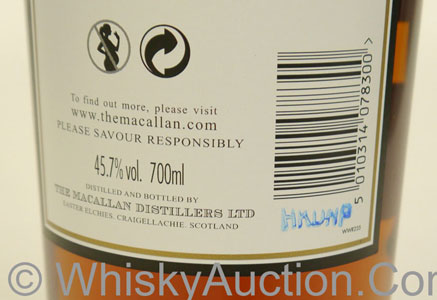 To find out more, please visit
www.themacallan.com
PLEASE SAVOUR RESPONSIBLY
45.7% vol. 700ml
DISTILLED AND BOTTLED BY
THE MACALLAN DISTILLERS LTD
EASTER ELCHIES, CRAIGELLACHIE, SCOTLAND
5 010314 078300 >
© WhiskyAuction.Com